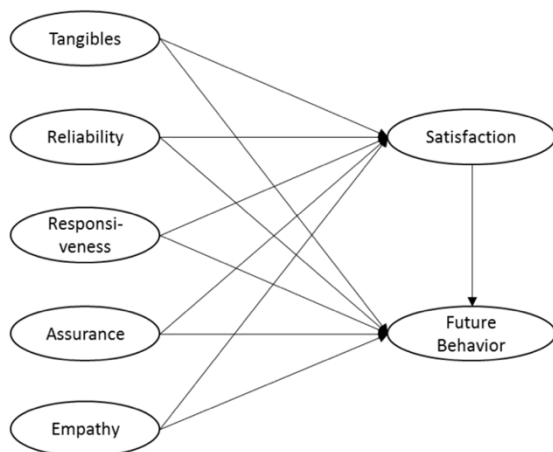 Tangibles
Reliability
Responsi-
veness
Assurance
Empathy
Satisfaction
Future
Behavior